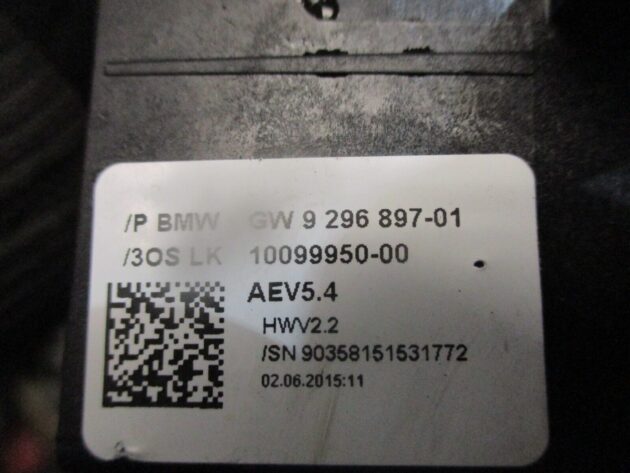 /P BMW GW 9 296 897-01
/3OS LK 10099950-00
AEV5.4
HWV2.2
/SN 90358151531772
02.06.2015:11